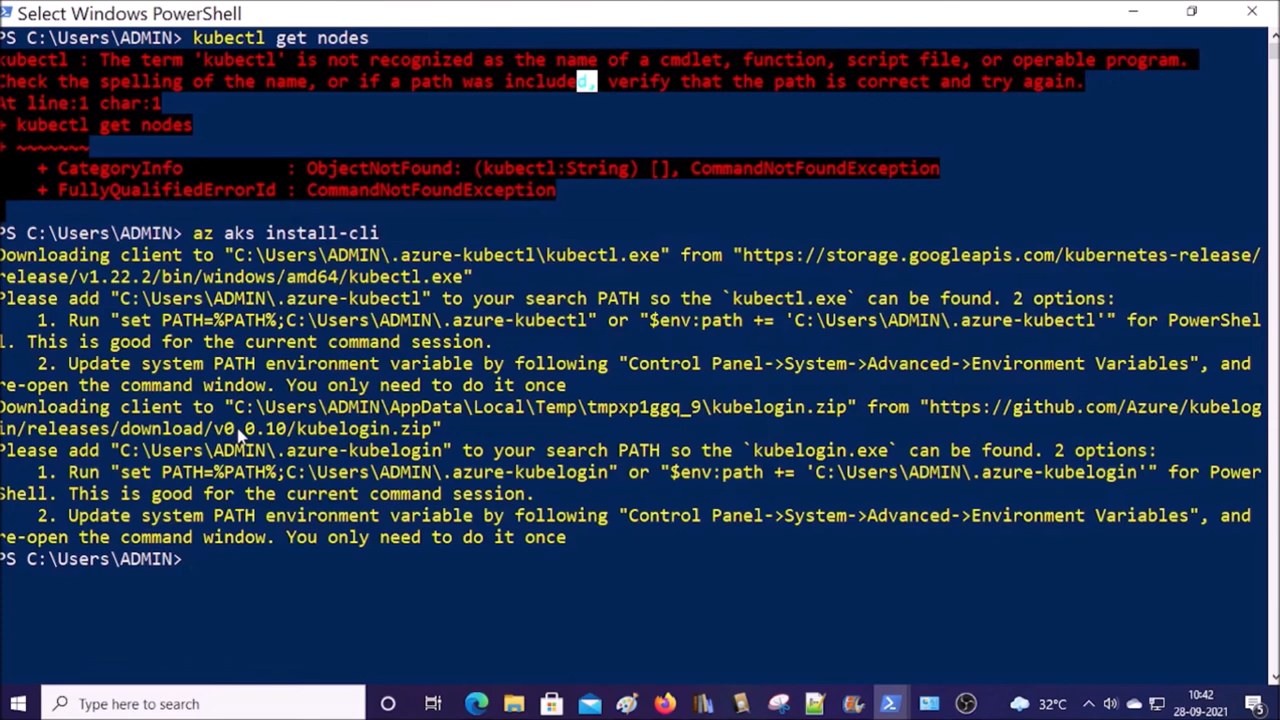 Select Windows PowerShell
PS C:\Users\ADMIN> kubectl get nodes
kubectl : The term 'kubectl' is not recognized as the name of a cmdlet, function, script file, or operable program.
Check the spelling of the name, or if a path was included, verify that the path is correct and try again.
At line:1 char:1
+ kubectl get nodes
+ ~~~~~~~
+ CategoryInfo : ObjectNotFound: (kubectl:String) [], CommandNotFoundException
+ FullyQualifiedErrorId : CommandNotFoundException
PS C:\Users\ADMIN> az aks install-cli
Downloading client to "C:\Users\ADMIN\.azure-kubectl\kubectl.exe" from "https://storage.googleapis.com/kubernetes-release/
release/v1.22.2/bin/windows/amd64/kubectl.exe"
Please add "C:\Users\ADMIN\.azure-kubectl" to your search PATH so the `kubectl.exe` can be found. 2 options:
1. Run "set PATH=%PATH%;C:\Users\ADMIN\.azure-kubectl" or "$env:path += 'C:\Users\ADMIN\.azure-kubectl'" for PowerShel
l. This is good for the current command session.
2. Update system PATH environment variable by following "Control Panel->System->Advanced->Environment Variables", and
re-open the command window. You only need to do it once
Downloading client to "C:\Users\ADMIN\AppData\Local\Temp\tmpxp1ggq_9\kubelogin.zip" from "https://github.com/Azure/kubelog
in/releases/download/v0.0.10/kubelogin.zip"
Please add "C:\Users\ADMIN\.azure-kubelogin" to your search PATH so the `kubelogin.exe` can be found. 2 options:
1. Run "set PATH=%PATH%;C:\Users\ADMIN\.azure-kubelogin" or "$env:path += 'C:\Users\ADMIN\.azure-kubelogin'" for Power
Shell. This is good for the current command session.
2. Update system PATH environment variable by following "Control Panel->System->Advanced->Environment Variables", and
re-open the command window. You only need to do it once
PS C:\Users\ADMIN>
Type here to search
32°C
10:42
28-09-2021
5